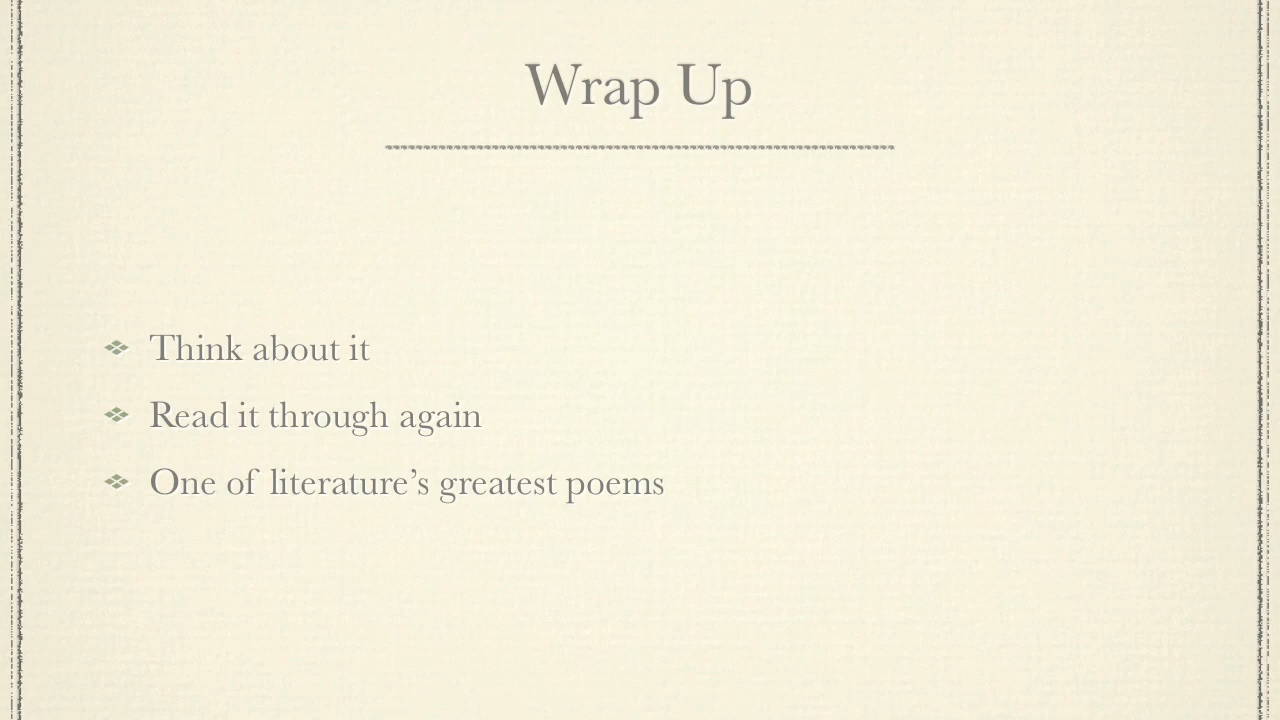 Wrap Up
Think about it
Read it through again
One of literature’s greatest poems